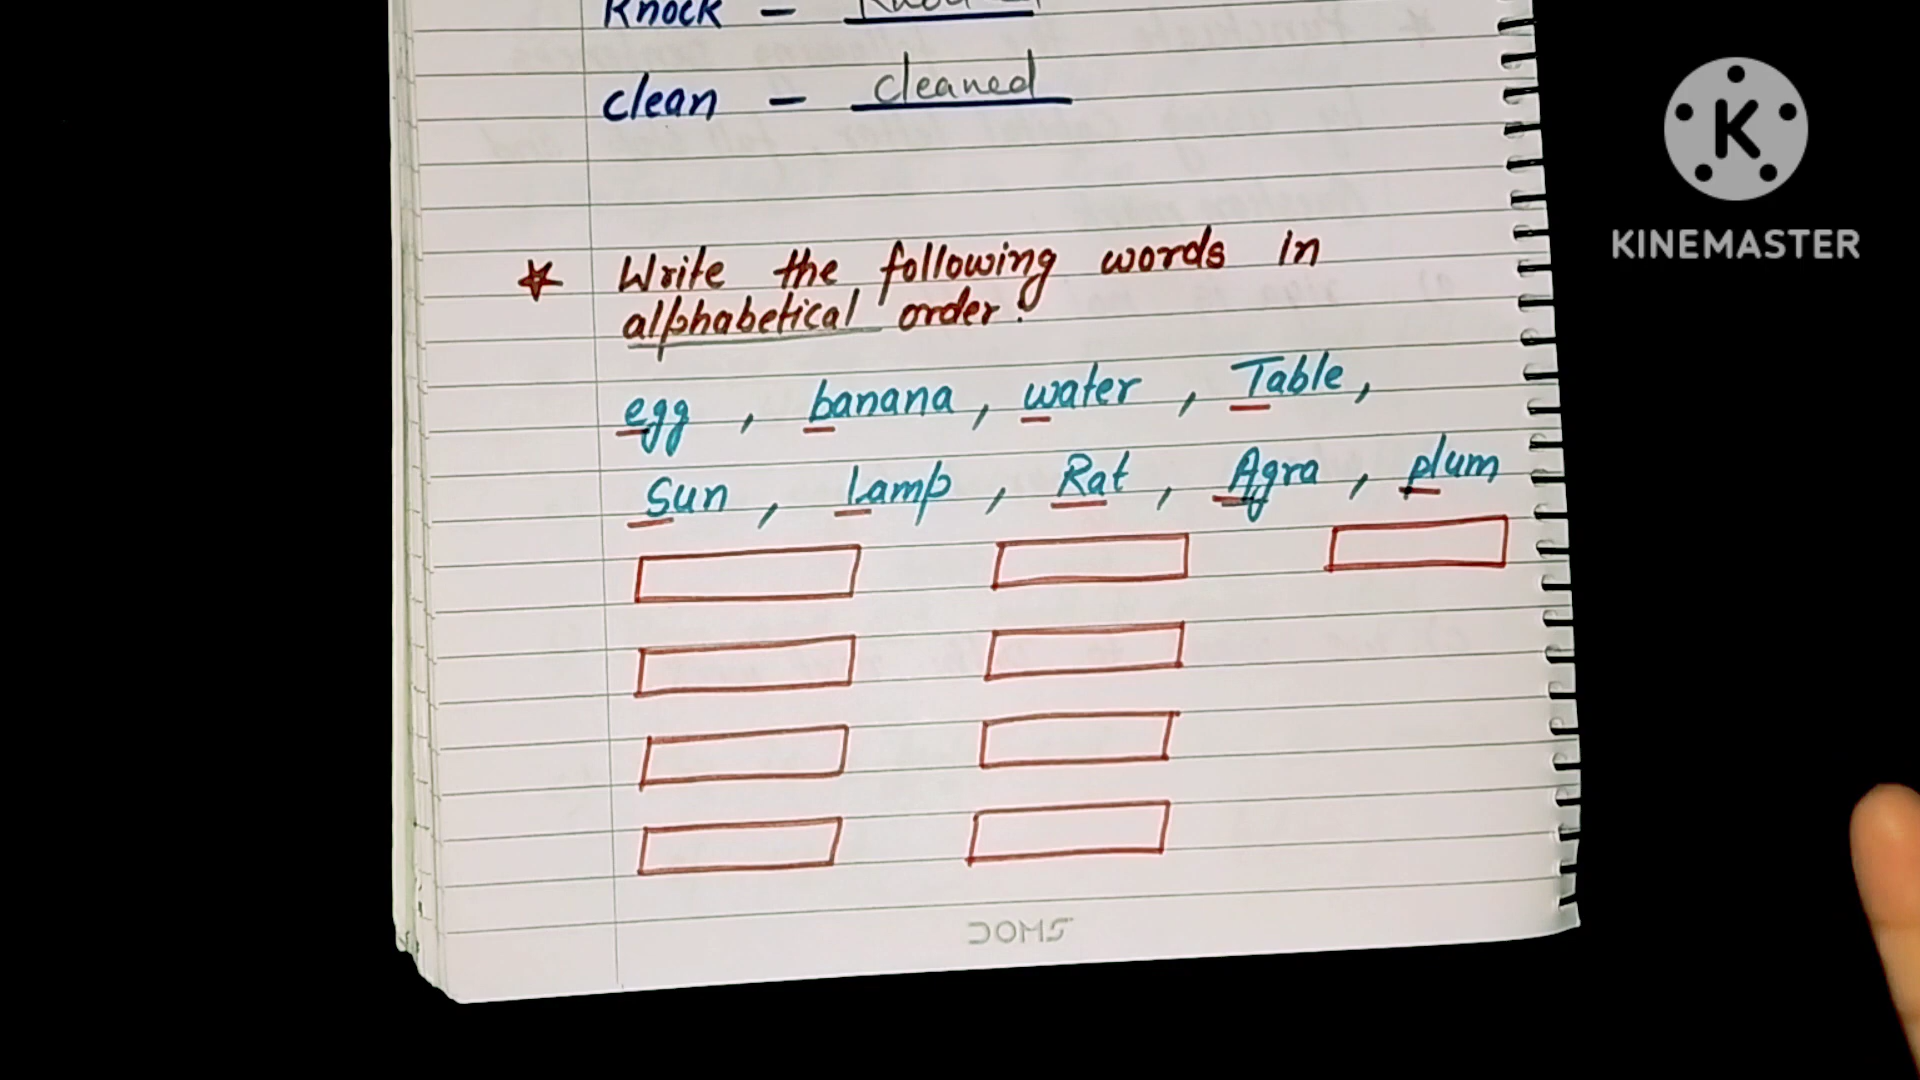 Knock –
clean – cleaned
Write the following words in
alphabetical order.
egg , banana , water , Table,
Sun , Lamp , Rat , Agra , plum
DOMS
K
KINEMASTER